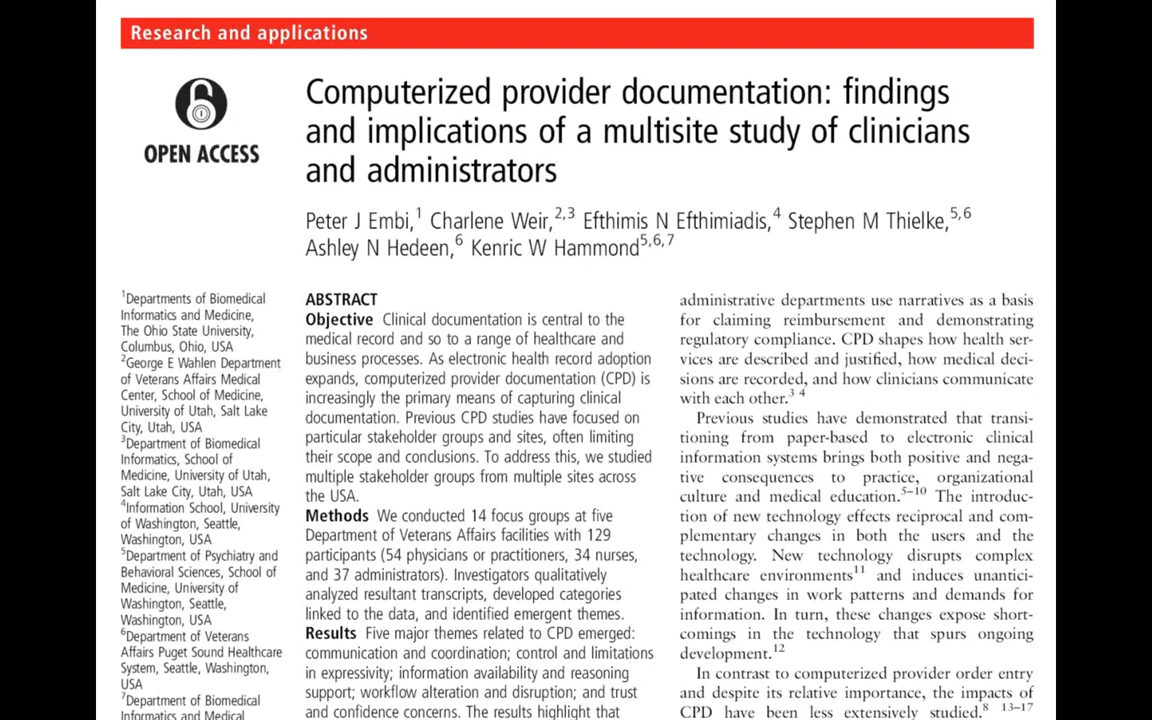 Research and applications
OPEN ACCESS
Computerized provider documentation: findings
and implications of a multisite study of clinicians
and administrators
Peter J Embi,1 Charlene Weir,2,3 Efthimis N Efthimiadis,4 Stephen M Thielke,5,6
Ashley N Hedeen,6 Kenric W Hammond5,6,7
1Departments of Biomedical
Informatics and Medicine,
The Ohio State University,
Columbus, Ohio, USA
2George E Wahlen Department
of Veterans Affairs Medical
Center, School of Medicine,
University of Utah, Salt Lake
City, Utah, USA
3Department of Biomedical
Informatics, School of
Medicine, University of Utah,
Salt Lake City, Utah, USA
4Information School, University
of Washington, Seattle,
Washington, USA
5Department of Psychiatry and
Behavioral Sciences, School of
Medicine, University of
Washington, Seattle,
Washington, USA
6Department of Veterans
Affairs Puget Sound Healthcare
System, Seattle, Washington,
USA
7Department of Biomedical
Informatics and Medical
ABSTRACT
Objective Clinical documentation is central to the
medical record and so to a range of healthcare and
business processes. As electronic health record adoption
expands, computerized provider documentation (CPD) is
increasingly the primary means of capturing clinical
documentation. Previous CPD studies have focused on
particular stakeholder groups and sites, often limiting
their scope and conclusions. To address this, we studied
multiple stakeholder groups from multiple sites across
the USA.
Methods We conducted 14 focus groups at five
Department of Veterans Affairs facilities with 129
participants (54 physicians or practitioners, 34 nurses,
and 37 administrators). Investigators qualitatively
analyzed resultant transcripts, developed categories
linked to the data, and identified emergent themes.
Results Five major themes related to CPD emerged:
communication and coordination; control and limitations
in expressivity; information availability and reasoning
support; workflow alteration and disruption; and trust
and confidence concerns. The results highlight that
administrative departments use narratives as a basis
for claiming reimbursement and demonstrating
regulatory compliance. CPD shapes how health ser-
vices are described and justified, how medical deci-
sions are recorded, and how clinicians communicate
with each other.3 4
Previous studies have demonstrated that transi-
tioning from paper-based to electronic clinical
information systems brings both positive and nega-
tive consequences to practice, organizational
culture and medical education.5–10 The introduc-
tion of new technology effects reciprocal and com-
plementary changes in both the users and the
technology. New technology disrupts complex
healthcare environments11 and induces unantici-
pated changes in work patterns and demands for
information. In turn, these changes expose short-
comings in the technology that spurs ongoing
development.12
In contrast to computerized provider order entry
and despite its relative importance, the impacts of
CPD have been less extensively studied.8 13–17